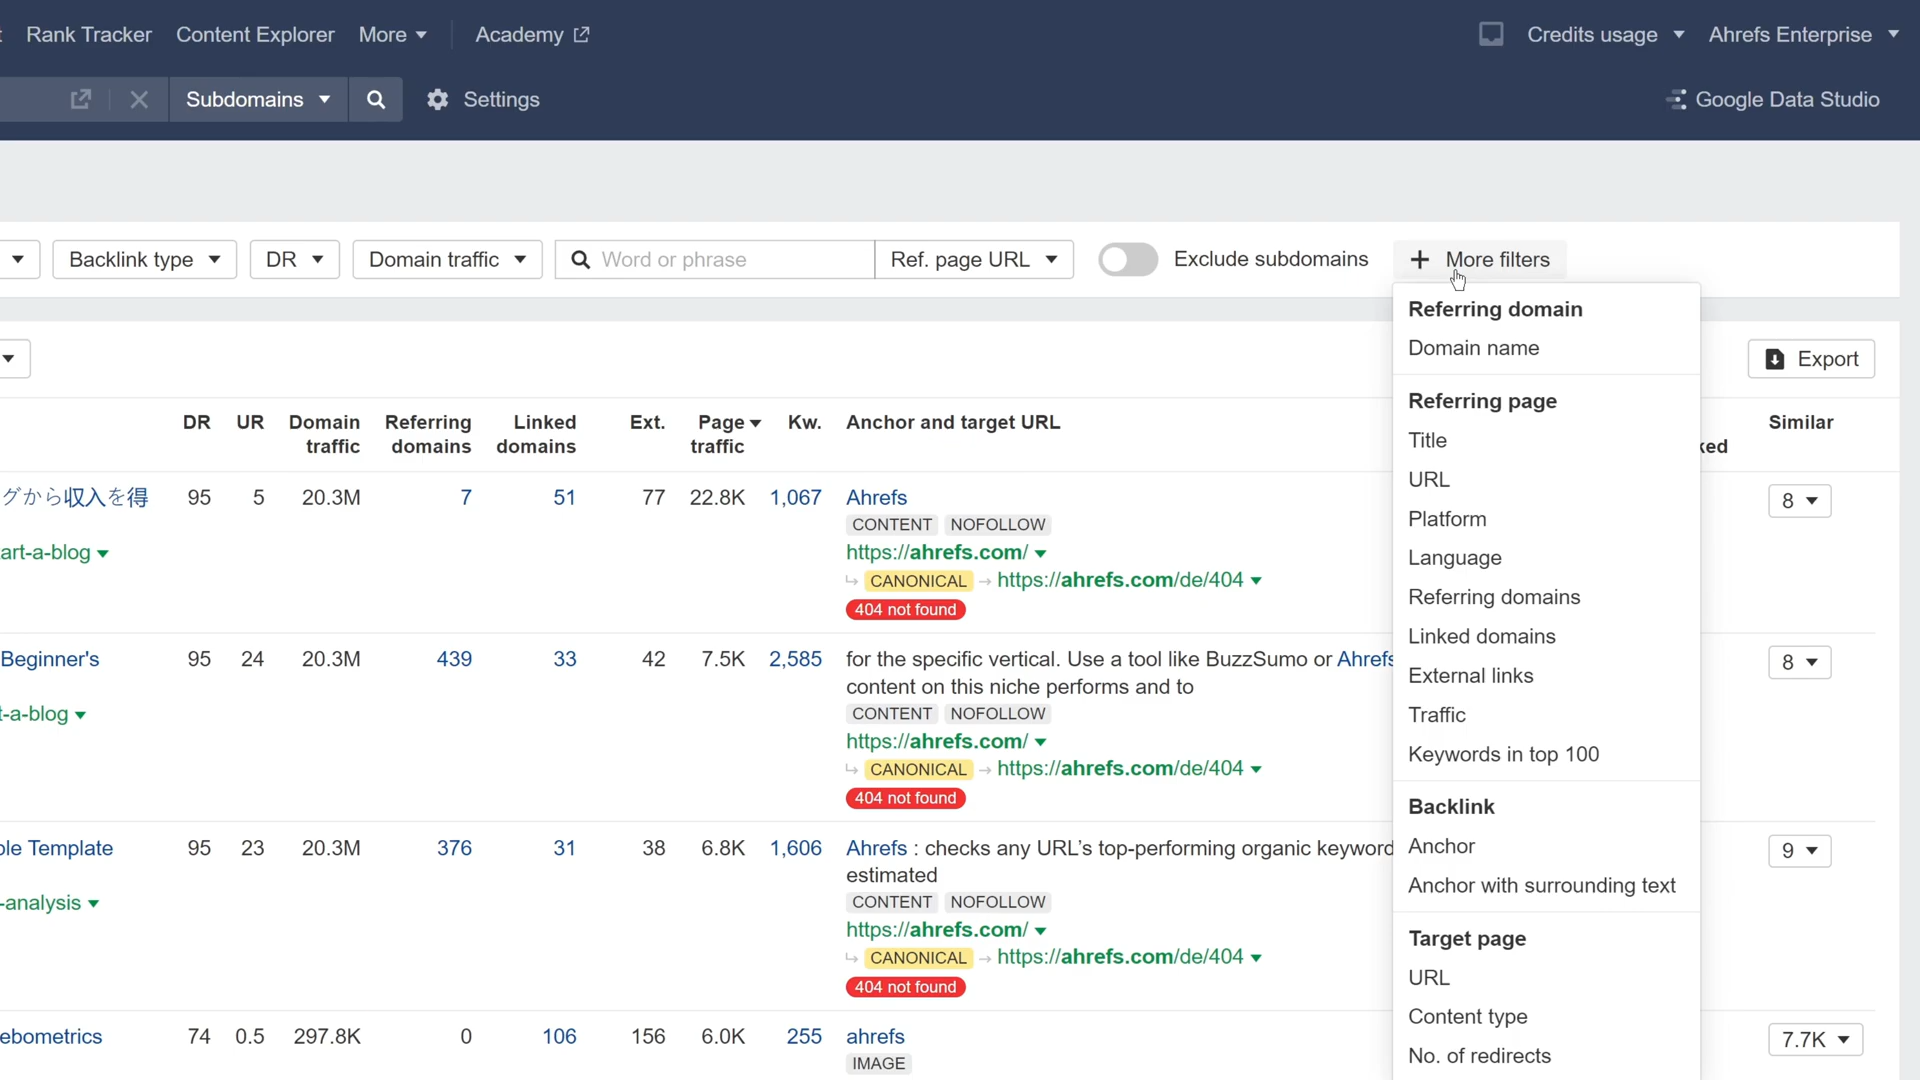 Rank Tracker Content Explorer More Academy Credits usage Ahrefs Enterprise
Subdomains Settings Google Data Studio
Backlink type DR Domain traffic Word or phrase Ref. page URL Exclude subdomains + More filters
Referring domain
Domain name
Export
Referring page
Title
URL
Platform
Language
Referring domains
Linked domains
External links
Traffic
Keywords in top 100
Backlink
Anchor
Anchor with surrounding text
Target page
URL
Content type
No. of redirects
DR UR Domain traffic Referring domains Linked domains Ext. Page traffic Kw. Anchor and target URL Similar
グから収入を得 95 5 20.3M 7 51 77 22.8K 1,067 Ahrefs 8
CONTENT NOFOLLOW
art-a-blog https://ahrefs.com/
CANONICAL → https://ahrefs.com/de/404
404 not found
Beginner's 95 24 20.3M 439 33 42 7.5K 2,585 for the specific vertical. Use a tool like BuzzSumo or Ahrefs 8
content on this niche performs and to
CONTENT NOFOLLOW
t-a-blog https://ahrefs.com/
CANONICAL → https://ahrefs.com/de/404
404 not found
ple Template 95 23 20.3M 376 31 38 6.8K 1,606 Ahrefs : checks any URL's top-performing organic keyword 9
estimated
CONTENT NOFOLLOW
-analysis https://ahrefs.com/
CANONICAL → https://ahrefs.com/de/404
404 not found
ebometrics 74 0.5 297.8K 0 106 156 6.0K 255 ahrefs 7.7K
IMAGE